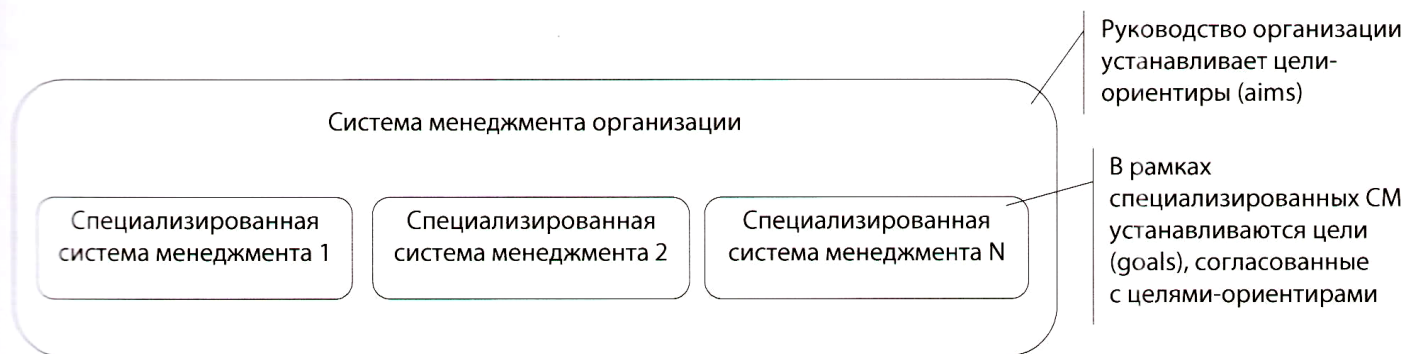 Руководство организации
устанавливает цели-
ориентиры (aims)
Система менеджмента организации
В рамках
специализированных СМ
устанавливаются цели
(goals), согласованные
с целями-ориентирами
Специализированная
система менеджмента 1
Специализированная
система менеджмента 2
Специализированная
система менеджмента N